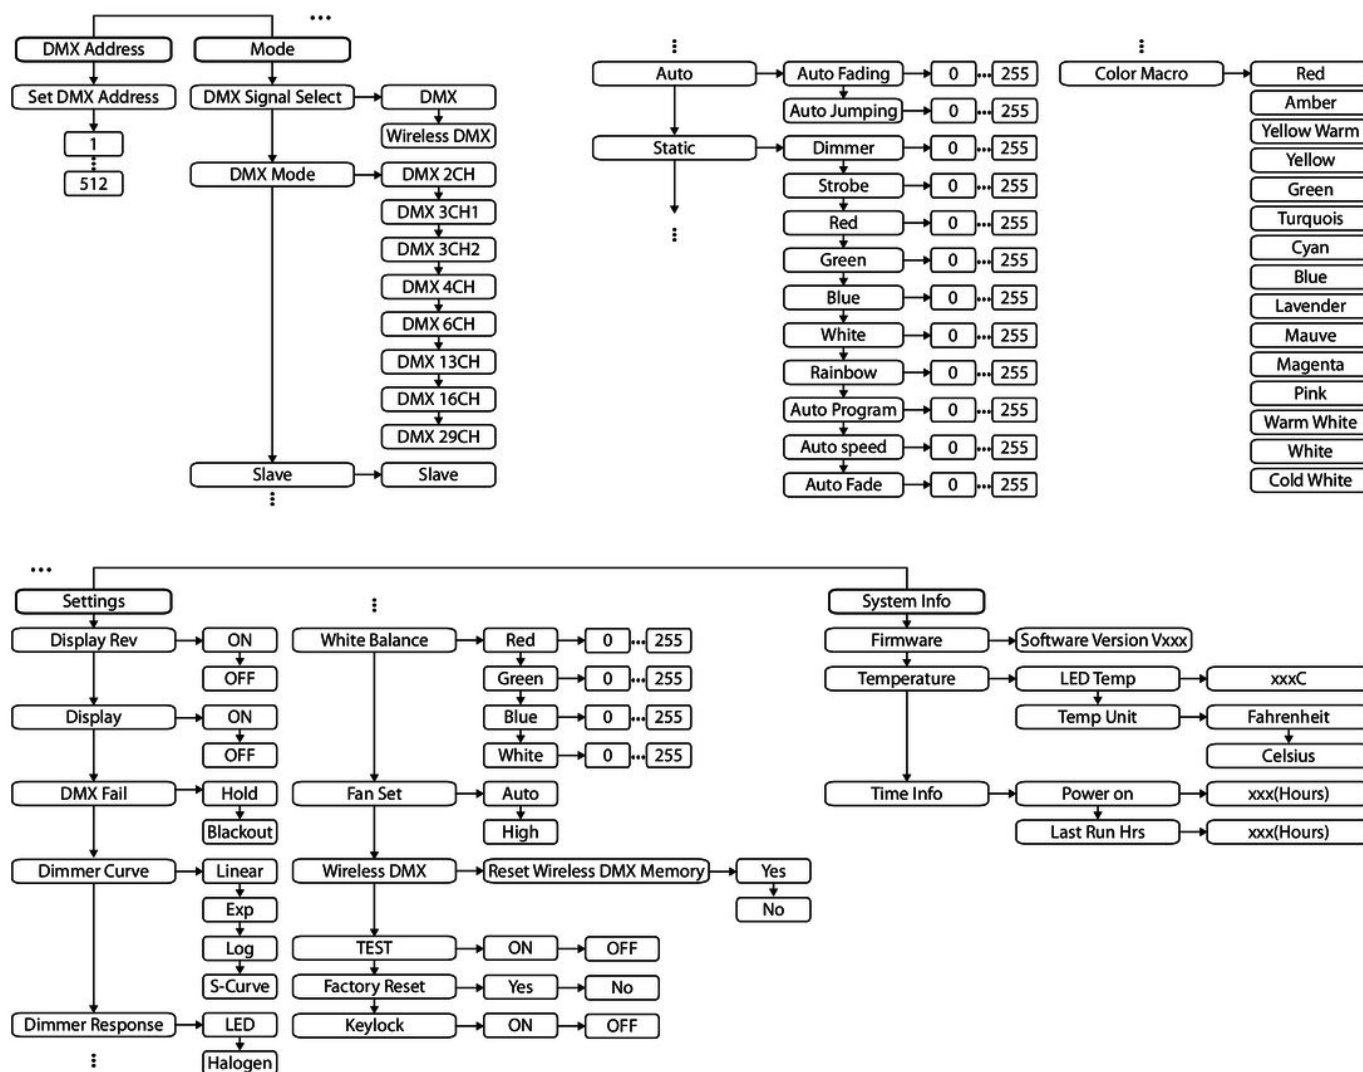 ...
DMX Address
Mode
Set DMX Address
DMX Signal Select
DMX
1
Wireless DMX
512
DMX Mode
DMX 2CH
DMX 3CH1
DMX 3CH2
DMX 4CH
DMX 6CH
DMX 13CH
DMX 16CH
DMX 29CH
Slave
Slave
Auto
Auto Fading
0 ... 255
Auto Jumping
0 ... 255
Static
Dimmer
0 ... 255
Strobe
0 ... 255
Red
0 ... 255
Green
0 ... 255
Blue
0 ... 255
White
0 ... 255
Rainbow
0 ... 255
Auto Program
0 ... 255
Auto speed
0 ... 255
Auto Fade
0 ... 255
Color Macro
Red
Amber
Yellow Warm
Yellow
Green
Turquois
Cyan
Blue
Lavender
Mauve
Magenta
Pink
Warm White
White
Cold White
...
Settings
Display Rev
ON
OFF
Display
ON
OFF
DMX Fail
Hold
Blackout
Dimmer Curve
Linear
Exp
Log
S-Curve
Dimmer Response
LED
Halogen
White Balance
Red
0 ... 255
Green
0 ... 255
Blue
0 ... 255
White
0 ... 255
Fan Set
Auto
High
Wireless DMX
Reset Wireless DMX Memory
Yes
No
TEST
ON
OFF
Factory Reset
Yes
No
Keylock
ON
OFF
System Info
Firmware
Software Version Vxxx
Temperature
LED Temp
xxxC
Temp Unit
Fahrenheit
Celsius
Time Info
Power on
xxx(Hours)
Last Run Hrs
xxx(Hours)